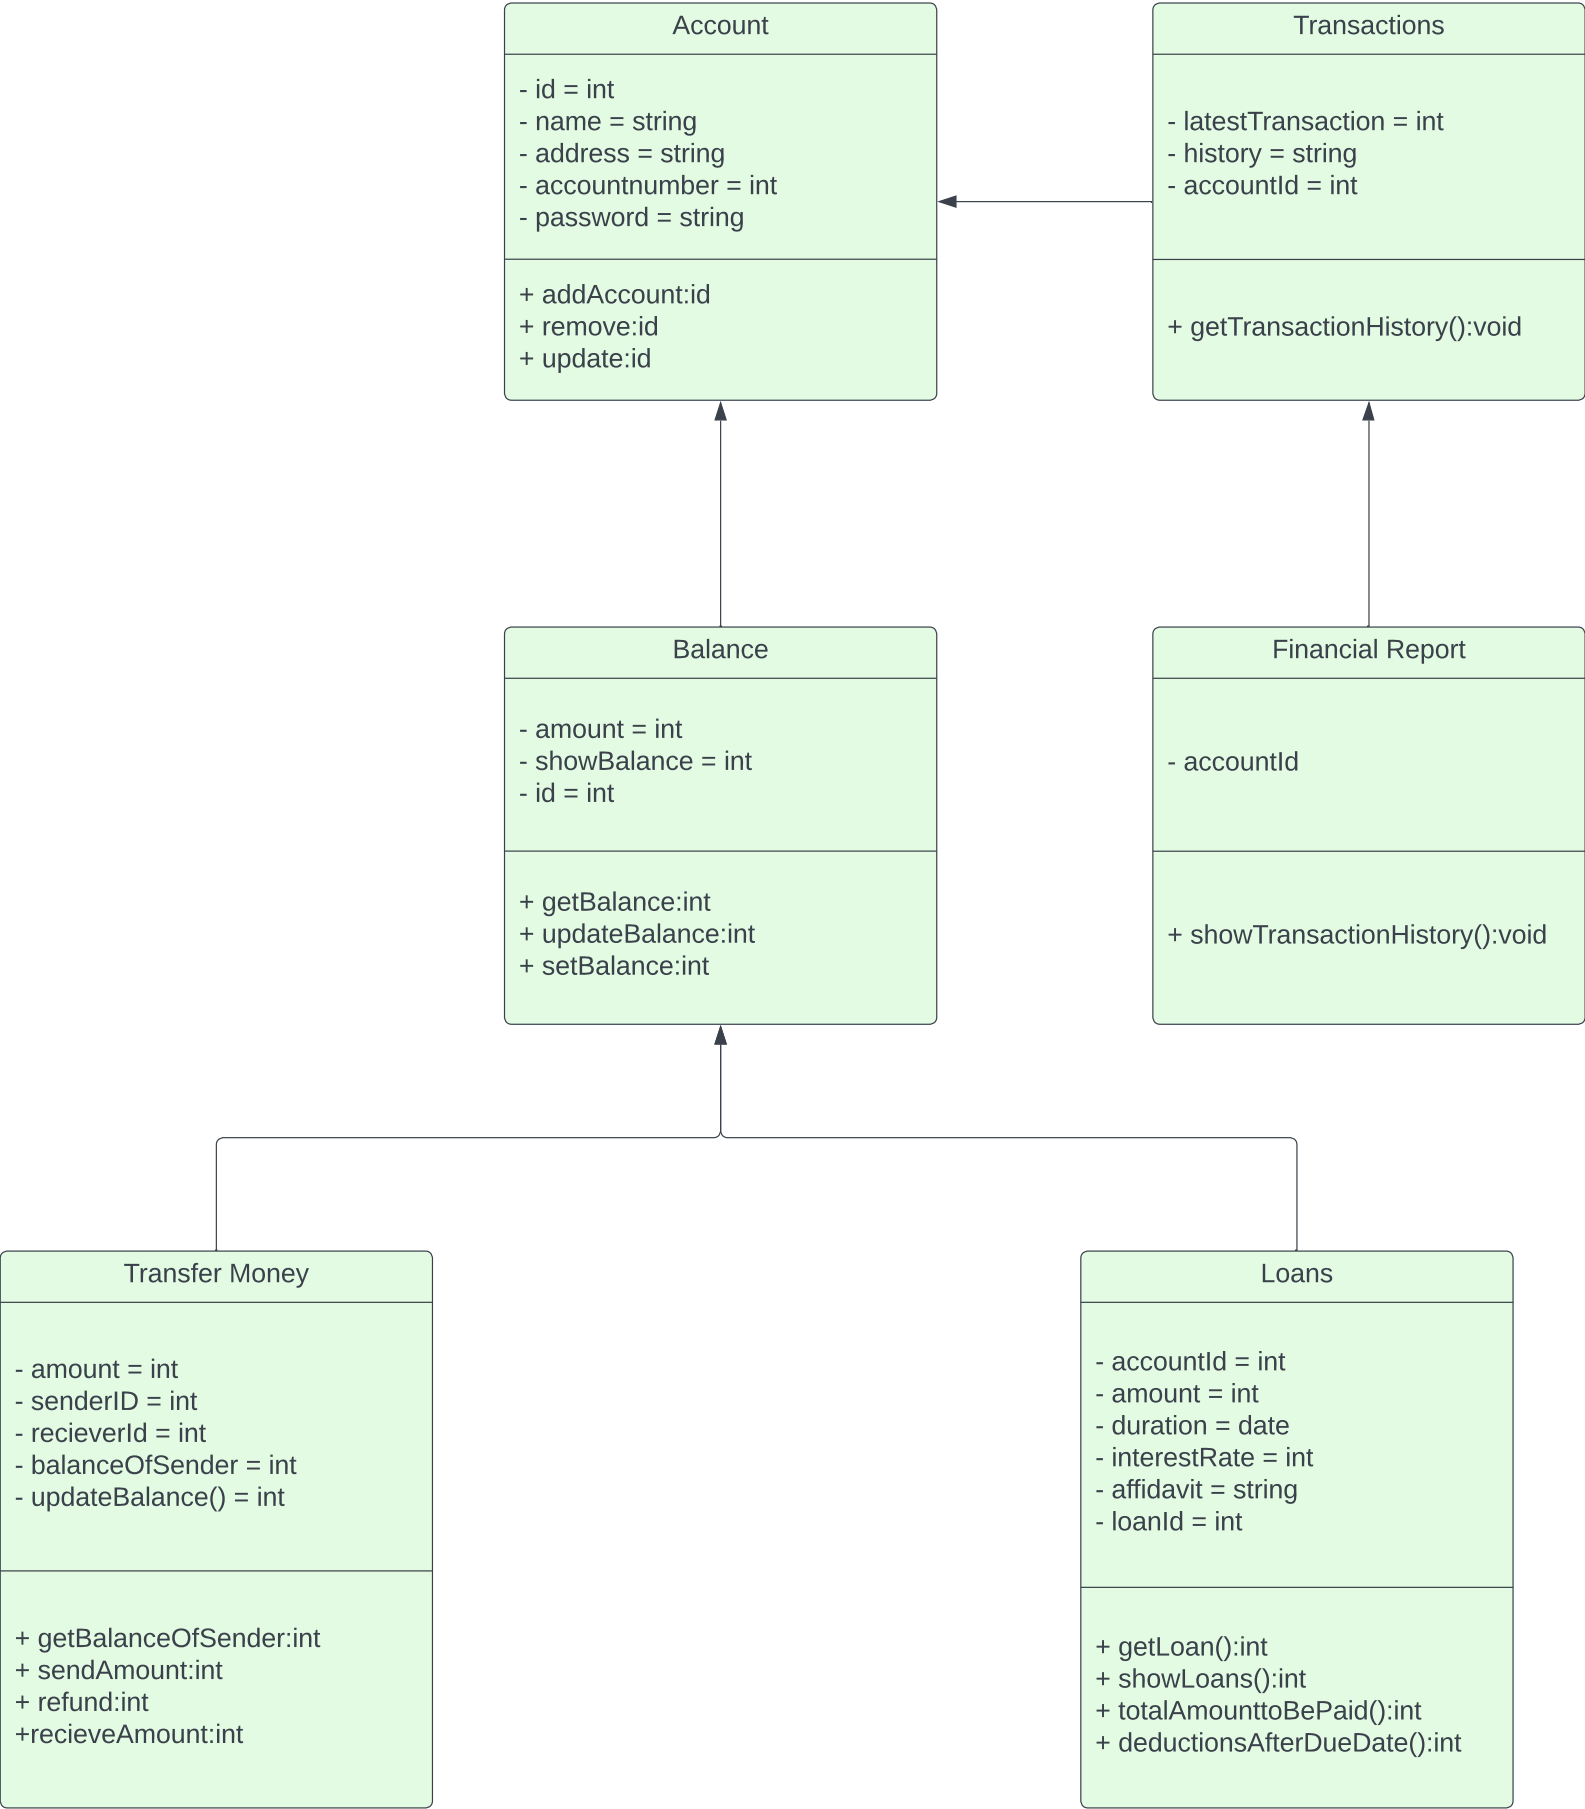 Account
- id = int
- name = string
- address = string
- accountnumber = int
- password = string
+ addAccount:id
+ remove:id
+ update:id
Transactions
- latestTransaction = int
- history = string
- accountId = int
+ getTransactionHistory():void
Balance
- amount = int
- showBalance = int
- id = int
+ getBalance:int
+ updateBalance:int
+ setBalance:int
Financial Report
- accountId
+ showTransactionHistory():void
Transfer Money
- amount = int
- senderID = int
- recieverId = int
- balanceOfSender = int
- updateBalance() = int
+ getBalanceOfSender:int
+ sendAmount:int
+ refund:int
+recieveAmount:int
Loans
- accountId = int
- amount = int
- duration = date
- interestRate = int
- affidavit = string
- loanId = int
+ getLoan():int
+ showLoans():int
+ totalAmounttoBePaid():int
+ deductionsAfterDueDate():int